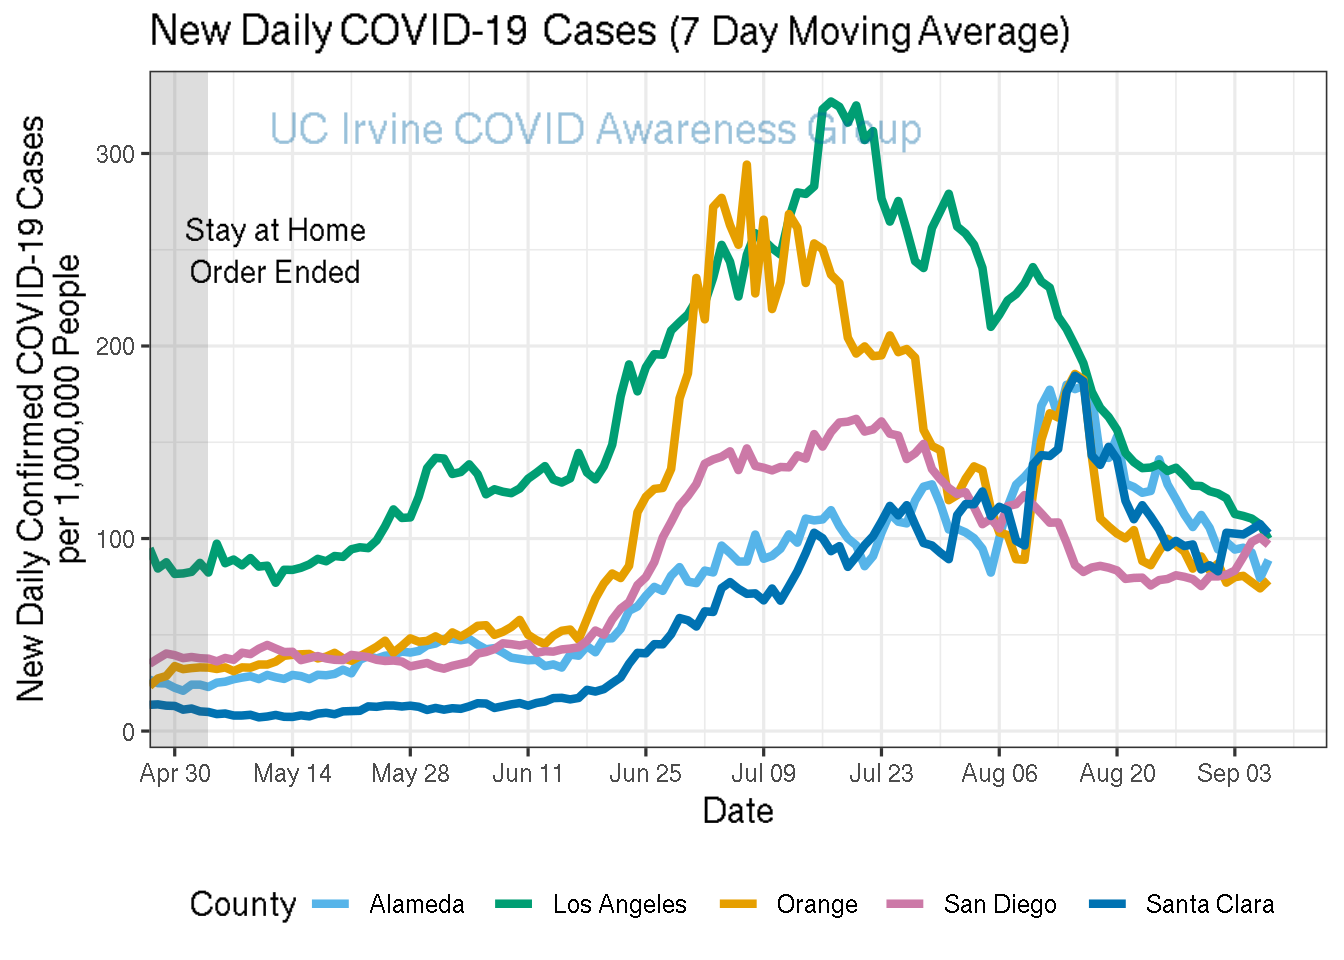 New Daily COVID-19 Cases (7 Day Moving Average)
UC Irvine COVID Awareness Group
Stay at Home
Order Ended
New Daily Confirmed COVID-19 Cases
per 1,000,000 People
300
200
100
0
Apr 30 May 14 May 28 Jun 11 Jun 25 Jul 09 Jul 23 Aug 06 Aug 20 Sep 03
Date
County Alameda Los Angeles Orange San Diego Santa Clara